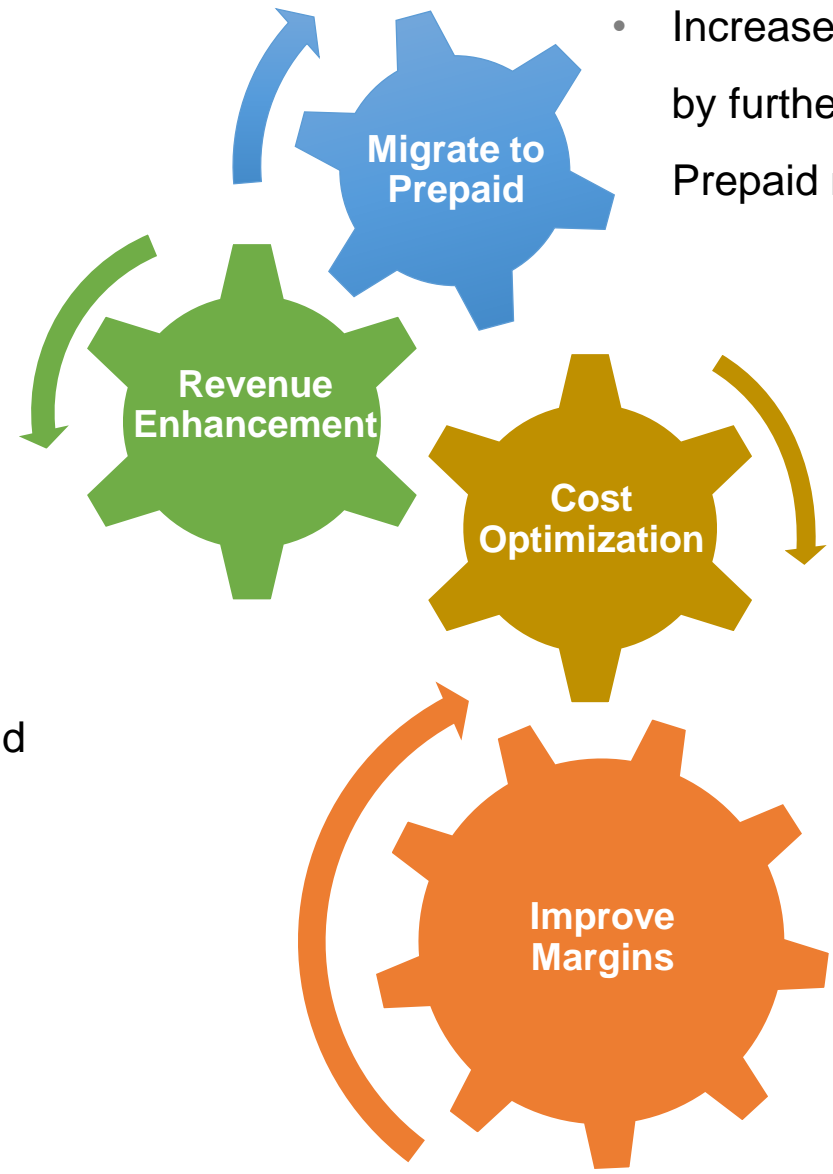 • Increase
by furthe
Prepaid
Migrate to
Prepaid
Revenue
Enhancement
Cost
Optimization
d
Improve
Margins